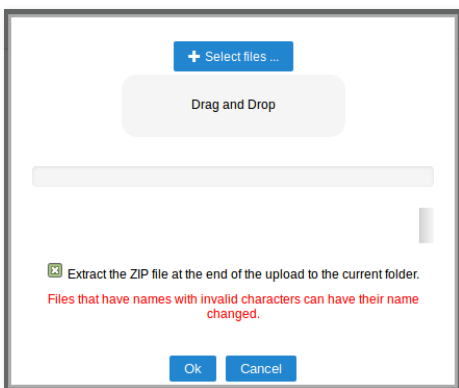 Select files ...
Drag and Drop
Extract the ZIP file at the end of the upload to the current folder.
Files that have names with invalid characters can have their name
changed.
Ok
Cancel